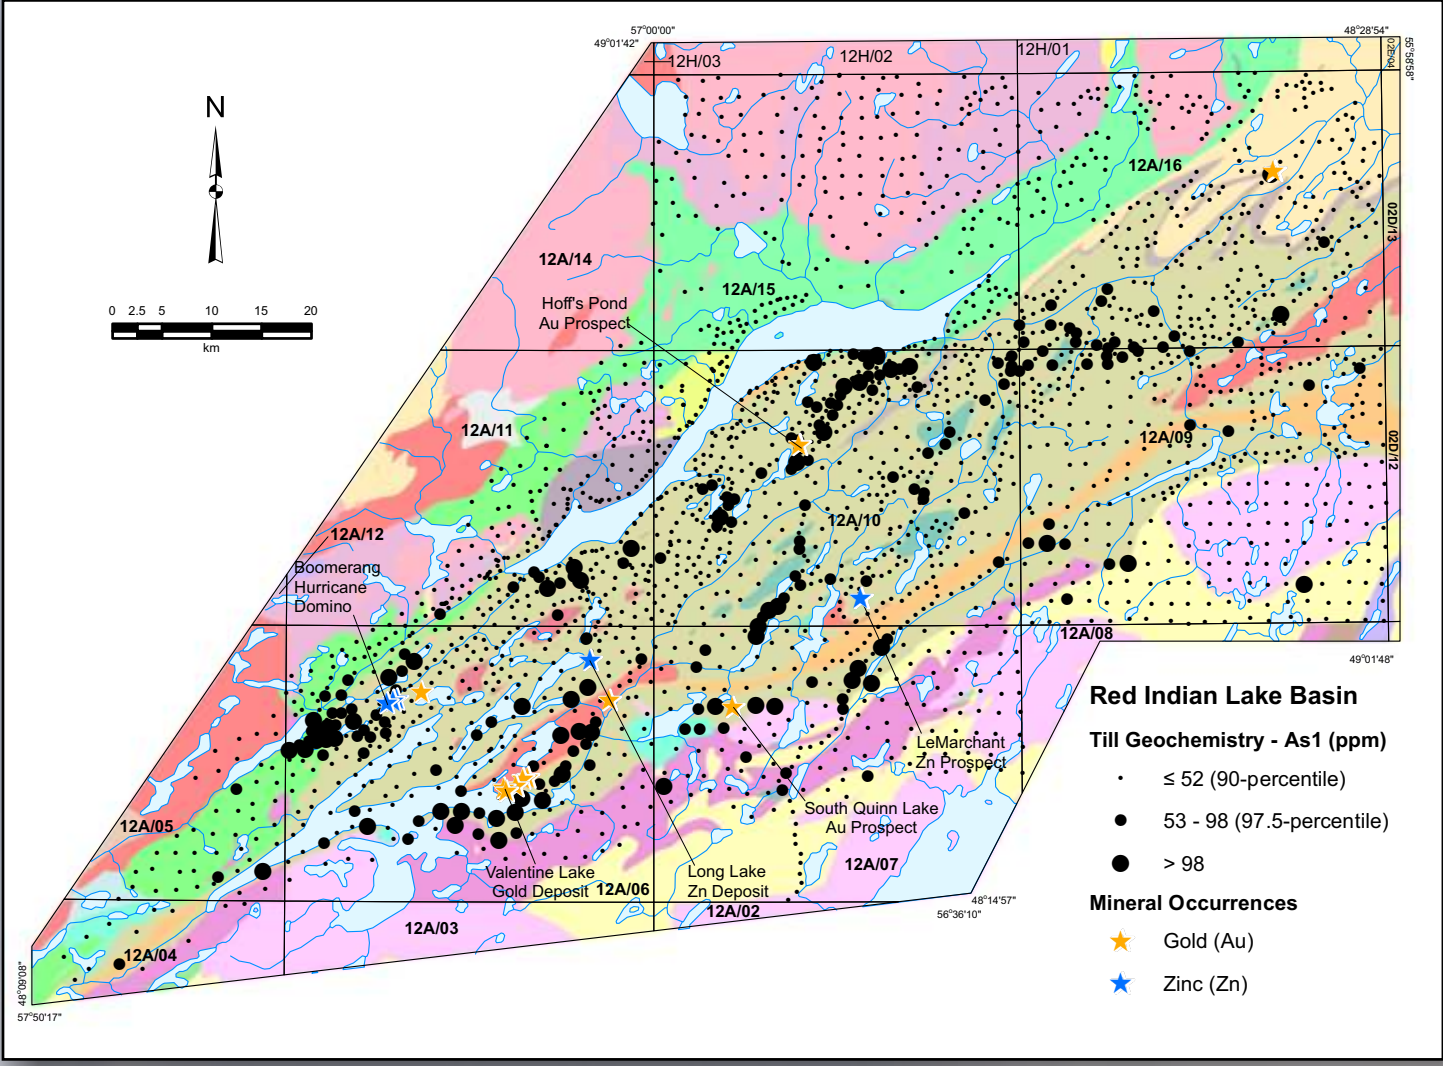 57°00'00"
49°01'42"
48°28'54"
55°58'58"
12H/03
12H/02
12H/01
02E/04
N
12A/16
02D/13
12A/14
12A/15
Hoff's Pond
Au Prospect
0 2.5 5 10 15 20
km
12A/11
12A/09
02D/12
12A/10
12A/12
Boomerang
Hurricane
Domino
12A/08
49°01'48"
Red Indian Lake Basin
Till Geochemistry - As1 (ppm)
≤ 52 (90-percentile)
53 - 98 (97.5-percentile)
> 98
Mineral Occurrences
Gold (Au)
Zinc (Zn)
LeMarchant
Zn Prospect
South Quinn Lake
Au Prospect
12A/05
12A/07
Valentine Lake
Gold Deposit
12A/06
Long Lake
Zn Deposit
12A/02
48°14'57"
56°36'10"
12A/03
12A/04
48°09'08"
57°50'17"